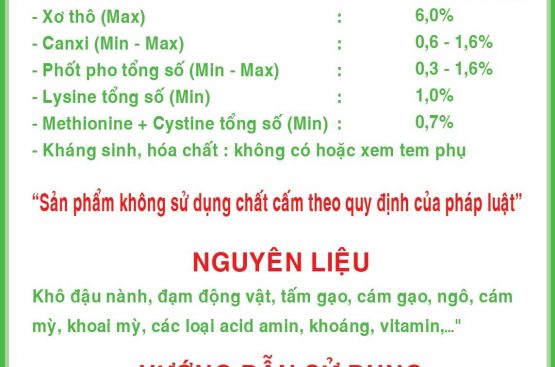 - Xơ thô (Max) : 6,0%
- Canxi (Min - Max) : 0,6 - 1,6%
- Phốt pho tổng số (Min - Max) : 0,3 - 1,6%
- Lysine tổng số (Min) : 1,0%
- Methionine + Cystine tổng số (Min) : 0,7%
- Kháng sinh, hóa chất : không có hoặc xem tem phụ
“Sản phẩm không sử dụng chất cấm theo quy định của pháp luật”
NGUYÊN LIỆU
Khô đậu nành, đạm động vật, tấm gạo, cám gạo, ngô, cám
mỳ, khoai mỳ, các loại acid amin, khoáng, vitamin,..."
HƯỚNG DẪN SỬ DỤNG